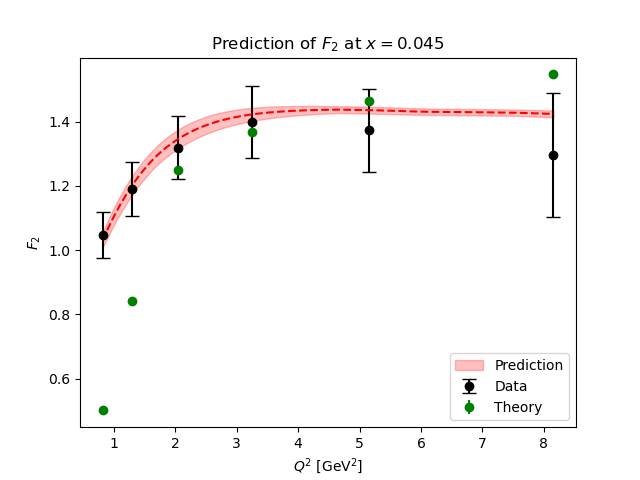 Prediction of $F_2$ at $x = 0.045$
1.4
1.2
1.0
0.8
0.6
$F_2$
1 2 3 4 5 6 7 8
$Q^2$ [GeV$^2$]
Prediction
Data
Theory